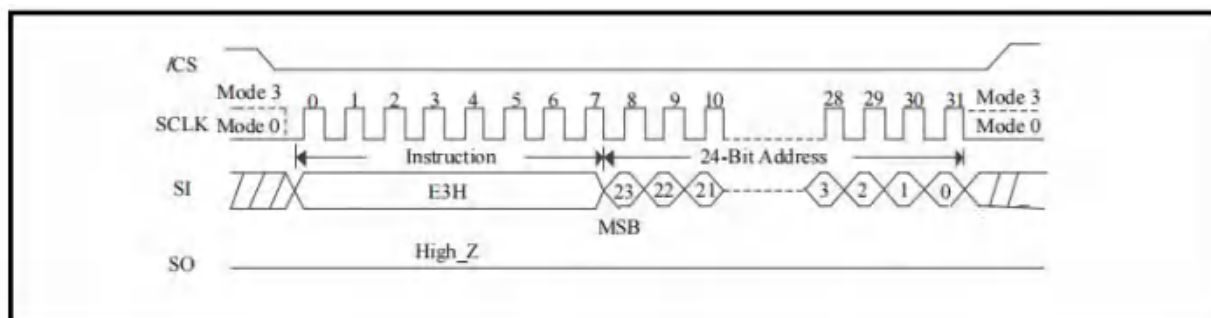 /CS
Mode 3 0 1 2 3 4 5 6 7 8 9 10 28 29 30 31 Mode 3
SCLK Mode 0 Mode 0
Instruction 24-Bit Address
SI E3H 23 22 21 3 2 1 0
MSB
High_Z
SO